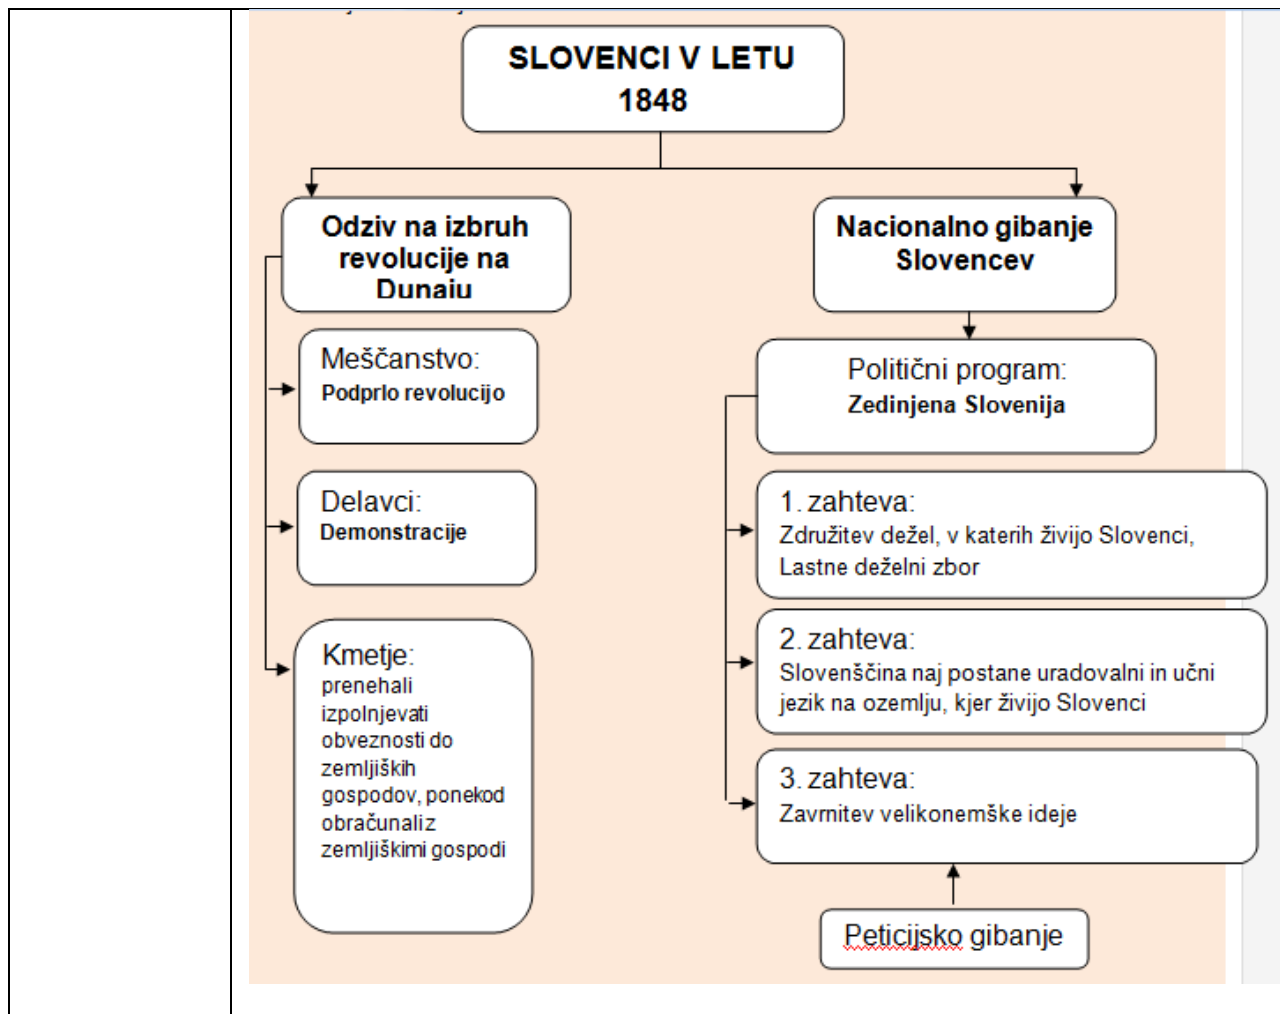 SLOVENCI V LETU
1848
Odziv na izbruh
revolucije na
Dunaju
Meščanstvo:
Podprlo revolucijo
Delavci:
Demonstracije
Kmetje:
prenehali
izpolnjevati
obveznosti do
zemljiških
gospodov, ponekod
obračunali z
zemljiškimi gospodi
Nacionalno gibanje
Slovencev
Politični program:
Zedinjena Slovenija
1. zahteva:
Združitev dežel, v katerih živijo Slovenci,
Lastne deželni zbor
2. zahteva:
Slovenščina naj postane uradovalni in učni
jezik na ozemlju, kjer živijo Slovenci
3. zahteva:
Zavrnitev velikonemške ideje
Peticijsko gibanje